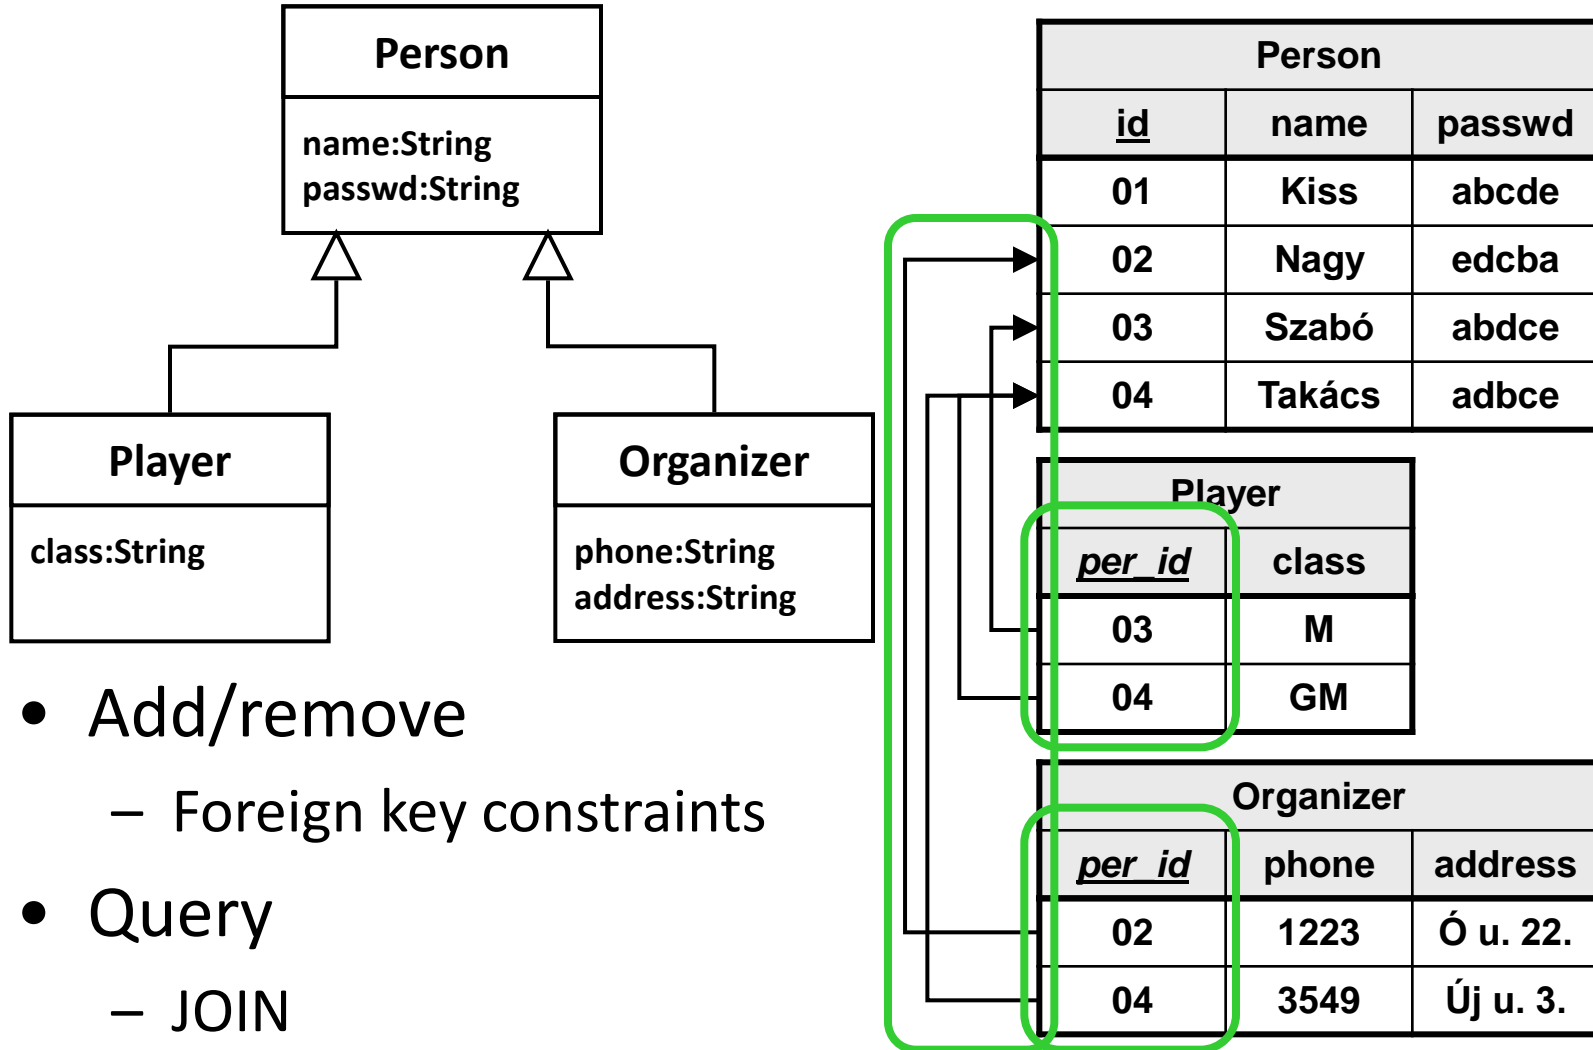 Person
name:String
passwd:String
Player
class:String
Organizer
phone:String
address:String
• Add/remove
– Foreign key constraints
• Query
– JOIN
Person
id name passwd
01 Kiss abcde
02 Nagy edcba
03 Szabó abdce
04 Takács adbce
Player
per_id class
03 M
04 GM
Organizer
per_id phone address
02 1223 Ó u. 22.
04 3549 Új u. 3.